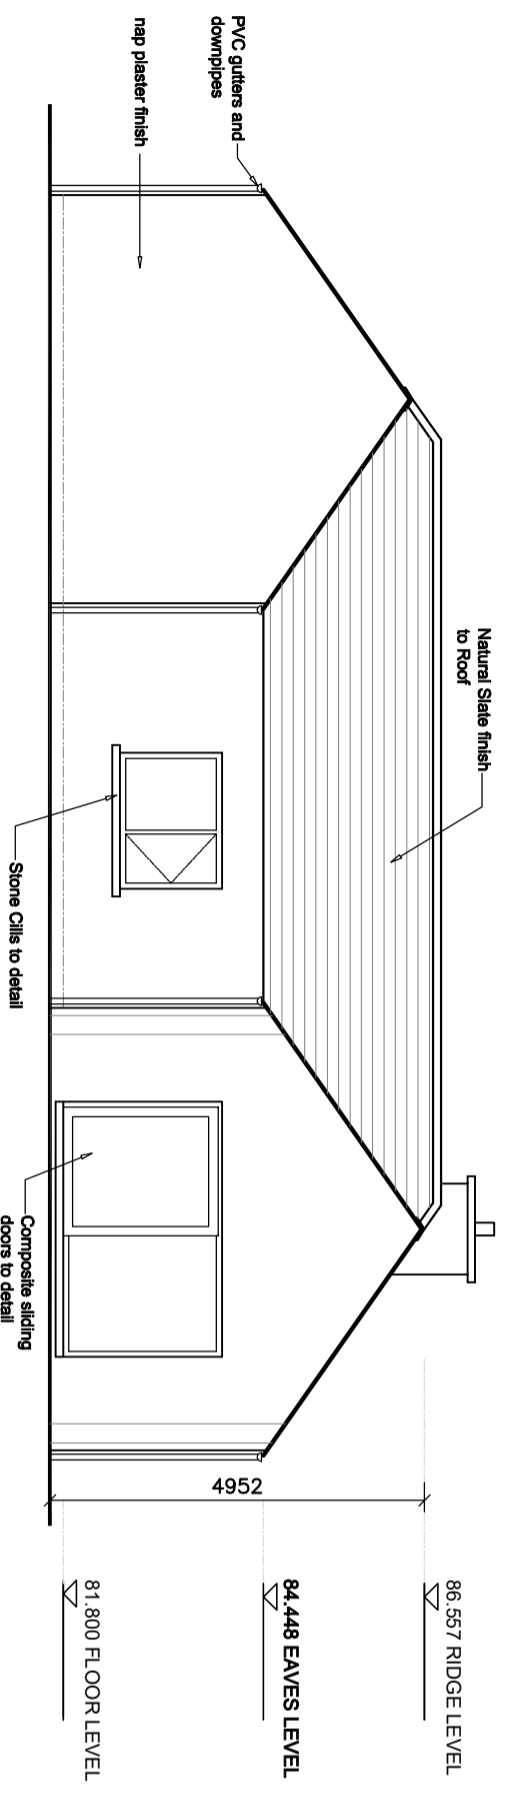 PVC gutters and
downpipes
nap plaster finish
Natural Slate finish
to Roof
Stone Cills to detail
Composite sliding
doors to detail
4952
86.557 RIDGE LEVEL
84.448 EAVES LEVEL
81.800 FLOOR LEVEL